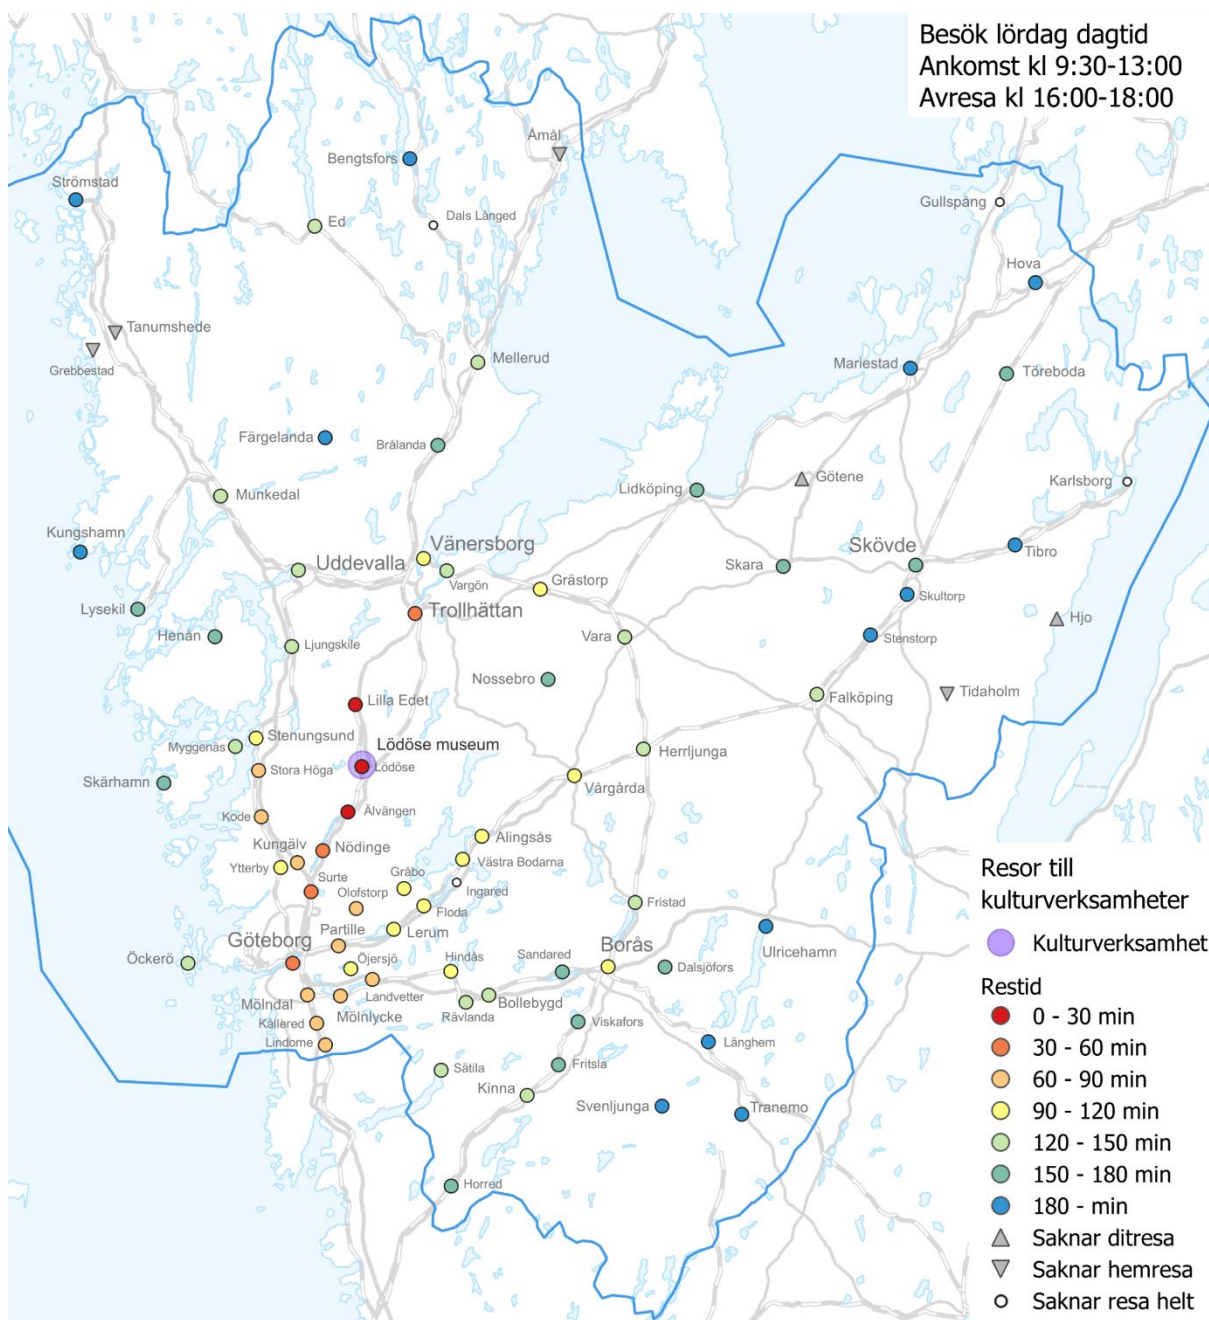 Besök lördag dagtid
Ankomst kl 9:30-13:00
Avresa kl 16:00-18:00
Åmål
Bengtsfors
Strömstad
Gullspång
Dals Långed
Ed
Hova
Tanumshede
Grebbestad
Mellerud
Mariestad
Töreboda
Färgelanda
Brålanda
Götene
Karlsborg
Lidköping
Munkedal
Kungshamn
Vänersborg
Skövde
Tibro
Uddevalla
Skara
Vargön
Grästorp
Skultorp
Lysekil
Trollhättan
Hjo
Henån
Ljungskile
Vara
Stenstorp
Nossebro
Tidaholm
Lilla Edet
Falköping
Stenungsund
Lödöse museum
Myggenäs
Herrljunga
Stora Höga
Lödöse
Skärhamn
Vårgårda
Älvängen
Kode
Alingsås
Kungälv
Nödinge
Västra Bodarna
Ytterby
Gråbo
Surte
Ingared
Olofstorp
Fristad
Floda
Partille
Lerum
Göteborg
Borås
Ulricehamn
Öckerö
Öjersjö
Hindås
Sandared
Dalsjöfors
Landvetter
Mölndal
Bollebygd
Rävlanda
Mölnlycke
Kållered
Viskafors
Lindome
Länghem
Sätila
Fritsla
Kinna
Svenljunga
Tranemo
Horred
Resor till
kulturverksamheter
Kulturverksamhet
Restid
0 - 30 min
30 - 60 min
60 - 90 min
90 - 120 min
120 - 150 min
150 - 180 min
180 - min
Saknar ditresa
Saknar hemresa
Saknar resa helt